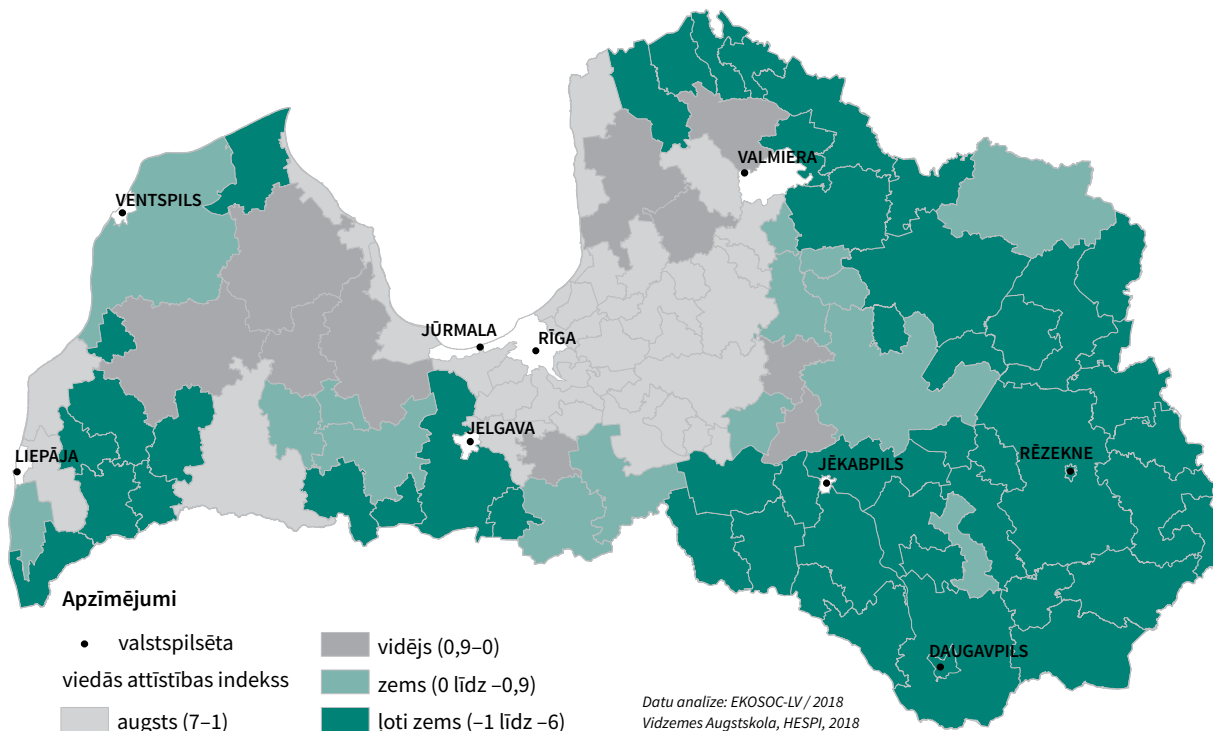 VALMIERA
VENTSPILS
JŪRMALA
RĪGA
JELGAVA
LIEPĀJA
JĒKABPILS
RĒZEKNE
DAUGAVPILS
Apzīmējumi
valstspilsēta
viedās attīstības indekss
augsts (7–1)
vidējs (0,9–0)
zems (0 līdz –0,9)
ļoti zems (–1 līdz –6)
Datu analīze: EKOSOC-LV / 2018
Vidzemes Augstskola, HESPI, 2018